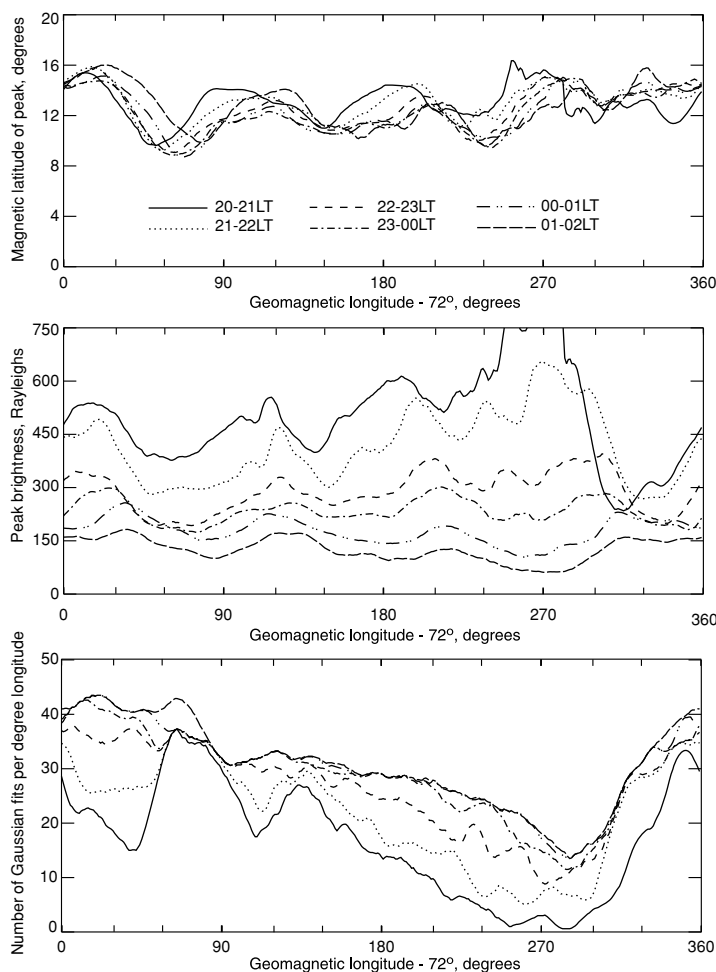 Magnetic latitude of peak, degrees
20
16
12
8
4
0
20-21LT
22-23LT
00-01LT
21-22LT
23-00LT
01-02LT
0
90
180
270
360
Geomagnetic longitude - 72o, degrees
Peak brightness, Rayleighs
750
600
450
300
150
0
0
90
180
270
360
Geomagnetic longitude - 72o, degrees
Number of Gaussian fits per degree longitude
50
40
30
20
10
0
0
90
180
270
360
Geomagnetic longitude - 72o, degrees